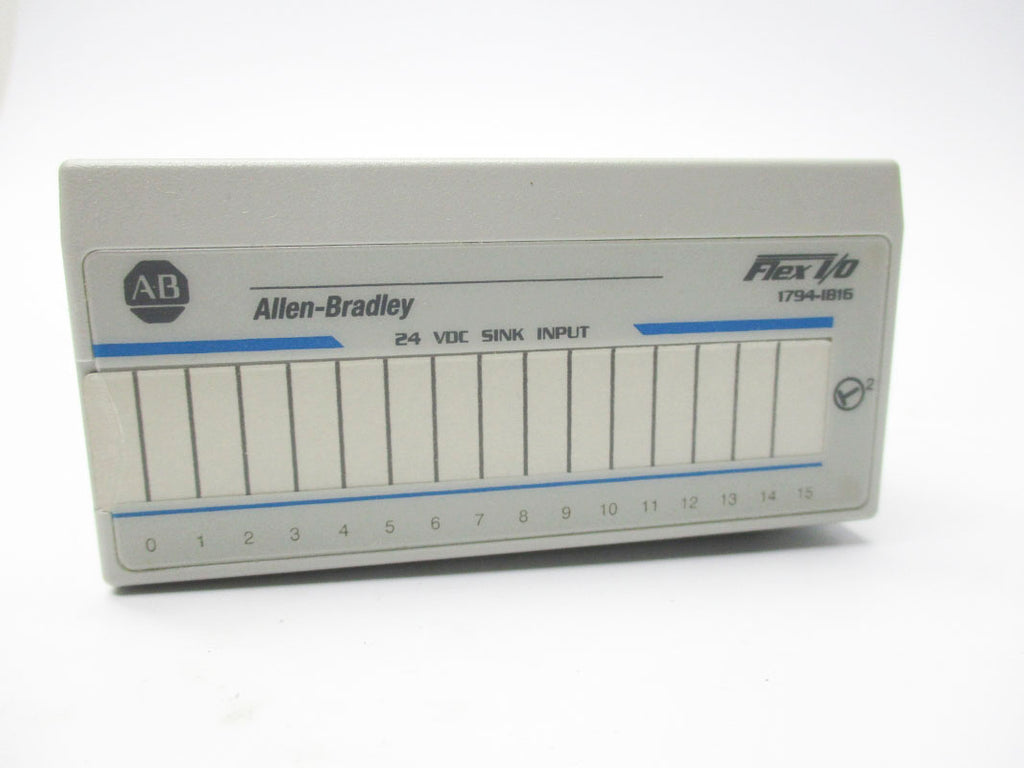 AB
Allen-Bradley
Flex I/O
1794-IB16
24 VDC SINK INPUT
2
0 1 2 3 4 5 6 7 8 9 10 11 12 13 14 15